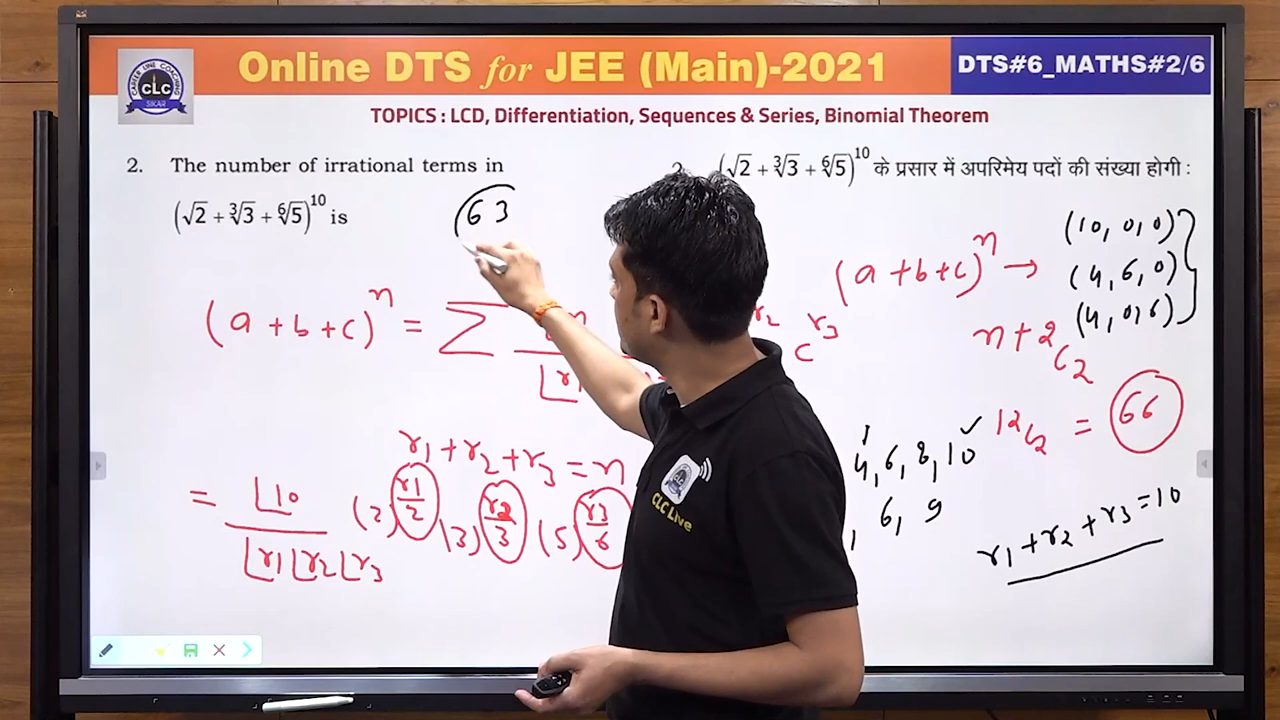 Online DTS for JEE (Main)-2021
DTS#6_MATHS#2/6
CAREER LINE COACHING
CLC
SIKAR
TOPICS : LCD, Differentiation, Sequences & Series, Binomial Theorem
2. The number of irrational terms in
(√2 + ∛3 + ⁶√5)¹⁰ is
(√2 + ∛3 + ⁶√5)¹⁰ के प्रसार में अपरिमेय पदों की संख्या होगी :
63
(a + b + c)ⁿ →
(10, 0, 0)
(4, 6, 0)
(4, 0, 6)
(a + b + c)ⁿ = Σ
r₂ c^r₃
n+2C₂
12C₂ = 66
r₁ + r₂ + r₃ = n
4, 6, 8, 10 ✓
6, 9
r₁ + r₂ + r₃ = 10
= ⌊10 / ⌊r₁ ⌊r₂ ⌊r₃ (2)^(r₁/2) (3)^(r₂/3) (5)^(r₃/6)
CLC Live